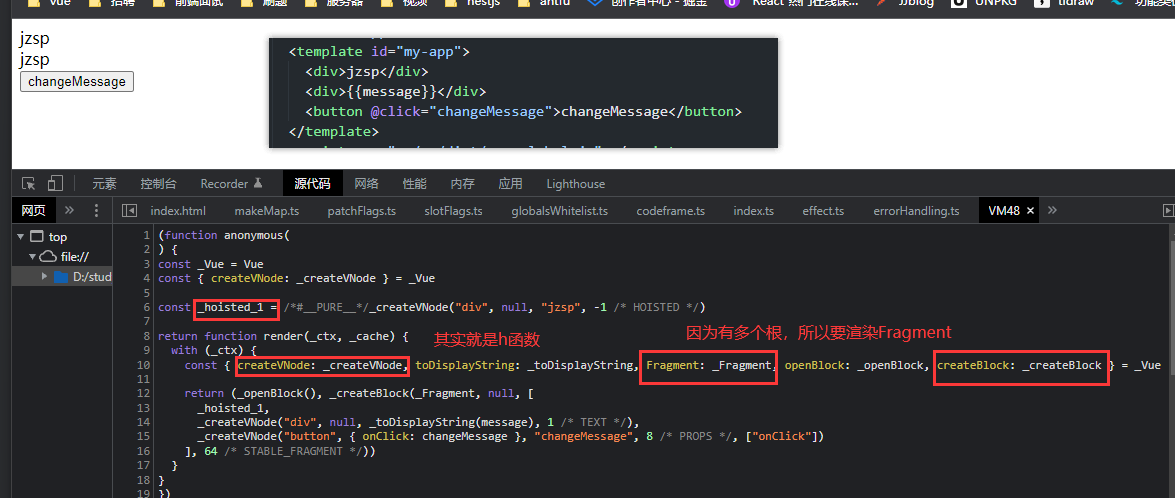 vue 招聘 前端面试 刷题 服务器 视频 nestjs antfu 创作者中心 - 掘金 React 热门在线课... JJblog UNPKG tldraw
jzsp
jzsp
changeMessage
<template id="my-app">
<div>jzsp</div>
<div>{{message}}</div>
<button @click="changeMessage">changeMessage</button>
</template>
元素 控制台 Recorder 源代码 网络 性能 内存 应用 Lighthouse
网页 » index.html makeMap.ts patchFlags.ts slotFlags.ts globalsWhitelist.ts codeframe.ts index.ts effect.ts errorHandling.ts VM48 × »
top
file://
D:/stud
1 (function anonymous(
2 ) {
3 const _Vue = Vue
4 const { createVNode: _createVNode } = _Vue
5
6 const _hoisted_1 = /*#__PURE__*/_createVNode("div", null, "jzsp", -1 /* HOISTED */)
7
8 return function render(_ctx, _cache) {
其实就是h函数
因为有多个根，所以要渲染Fragment
9 with (_ctx) {
10 const { createVNode: _createVNode, toDisplayString: _toDisplayString, Fragment: _Fragment, openBlock: _openBlock, createBlock: _createBlock } = _Vue
11
12 return (_openBlock(), _createBlock(_Fragment, null, [
13 _hoisted_1,
14 _createVNode("div", null, _toDisplayString(message), 1 /* TEXT */),
15 _createVNode("button", { onClick: changeMessage }, "changeMessage", 8 /* PROPS */, ["onClick"])
16 ], 64 /* STABLE_FRAGMENT */))
17 }
18 }
19 })